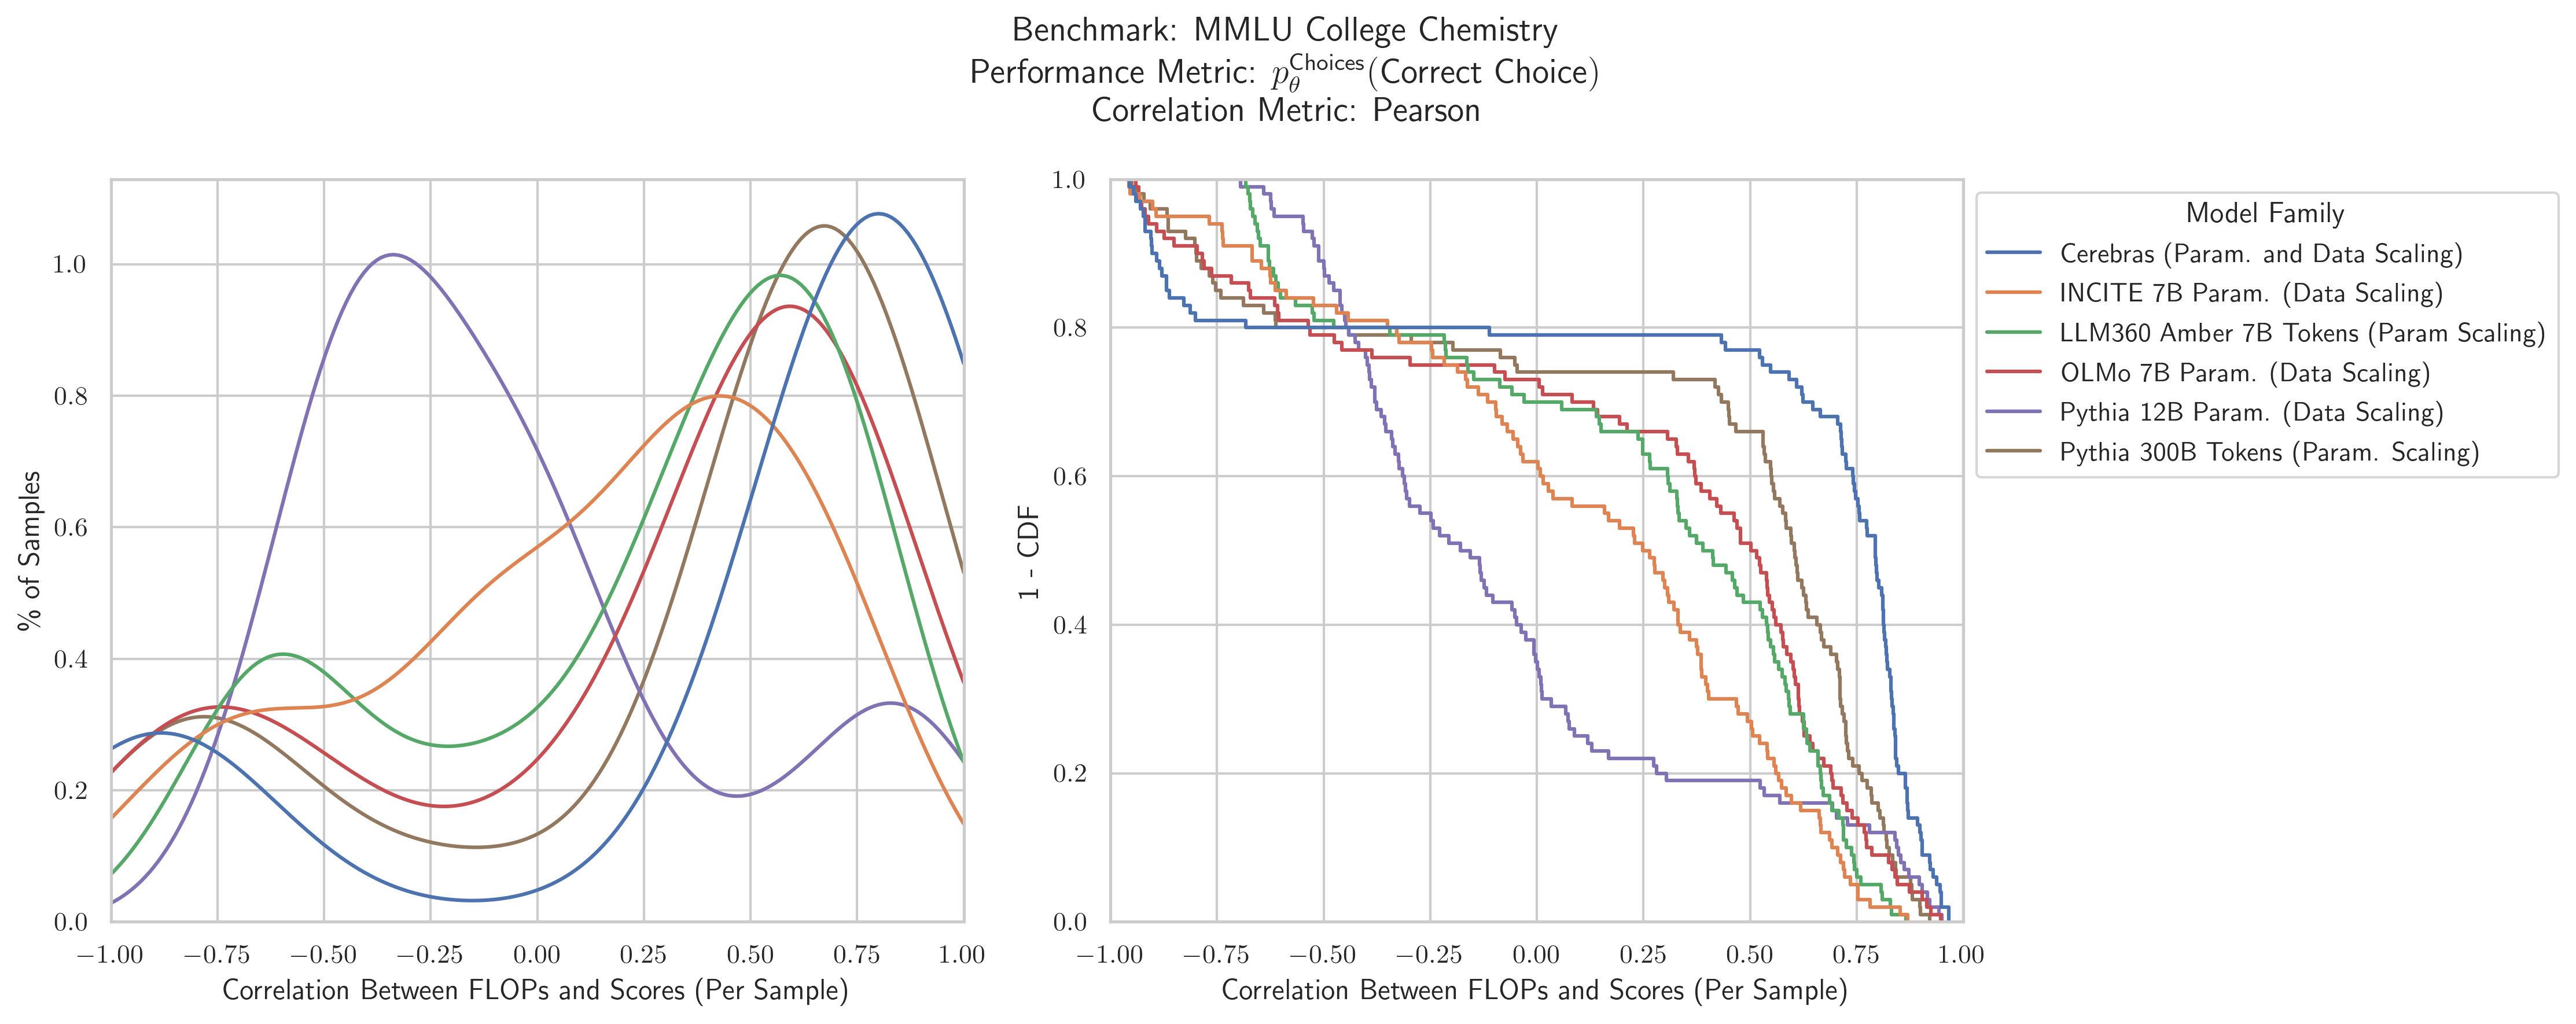 Benchmark: MMLU College Chemistry
Performance Metric: $p_{\theta}^{\text{Choices}}$(Correct Choice)
Correlation Metric: Pearson
% of Samples
1.0
0.8
0.6
0.4
0.2
0.0
−1.00 −0.75 −0.50 −0.25 0.00 0.25 0.50 0.75 1.00
Correlation Between FLOPs and Scores (Per Sample)
1 - CDF
1.0
0.8
0.6
0.4
0.2
0.0
−1.00 −0.75 −0.50 −0.25 0.00 0.25 0.50 0.75 1.00
Correlation Between FLOPs and Scores (Per Sample)
Model Family
Cerebras (Param. and Data Scaling)
INCITE 7B Param. (Data Scaling)
LLM360 Amber 7B Tokens (Param Scaling)
OLMo 7B Param. (Data Scaling)
Pythia 12B Param. (Data Scaling)
Pythia 300B Tokens (Param. Scaling)